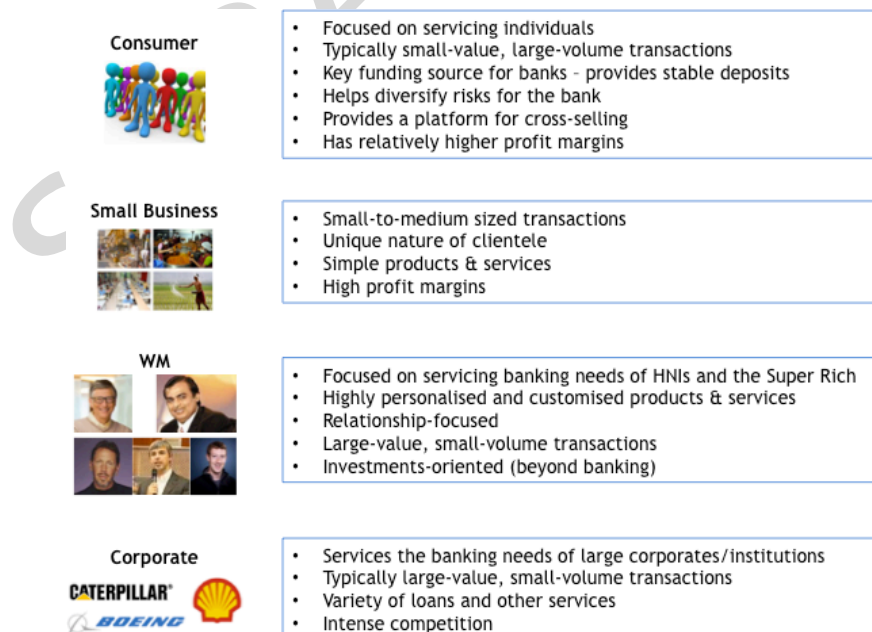 Consumer
• Focused on servicing individuals
• Typically small-value, large-volume transactions
• Key funding source for banks – provides stable deposits
• Helps diversify risks for the bank
• Provides a platform for cross-selling
• Has relatively higher profit margins
Small Business
• Small-to-medium sized transactions
• Unique nature of clientele
• Simple products & services
• High profit margins
WM
• Focused on servicing banking needs of HNIs and the Super Rich
• Highly personalised and customised products & services
• Relationship-focused
• Large-value, small-volume transactions
• Investments-oriented (beyond banking)
Corporate
CATERPILLAR®
BOEING
• Services the banking needs of large corporates/institutions
• Typically large-value, small-volume transactions
• Variety of loans and other services
• Intense competition